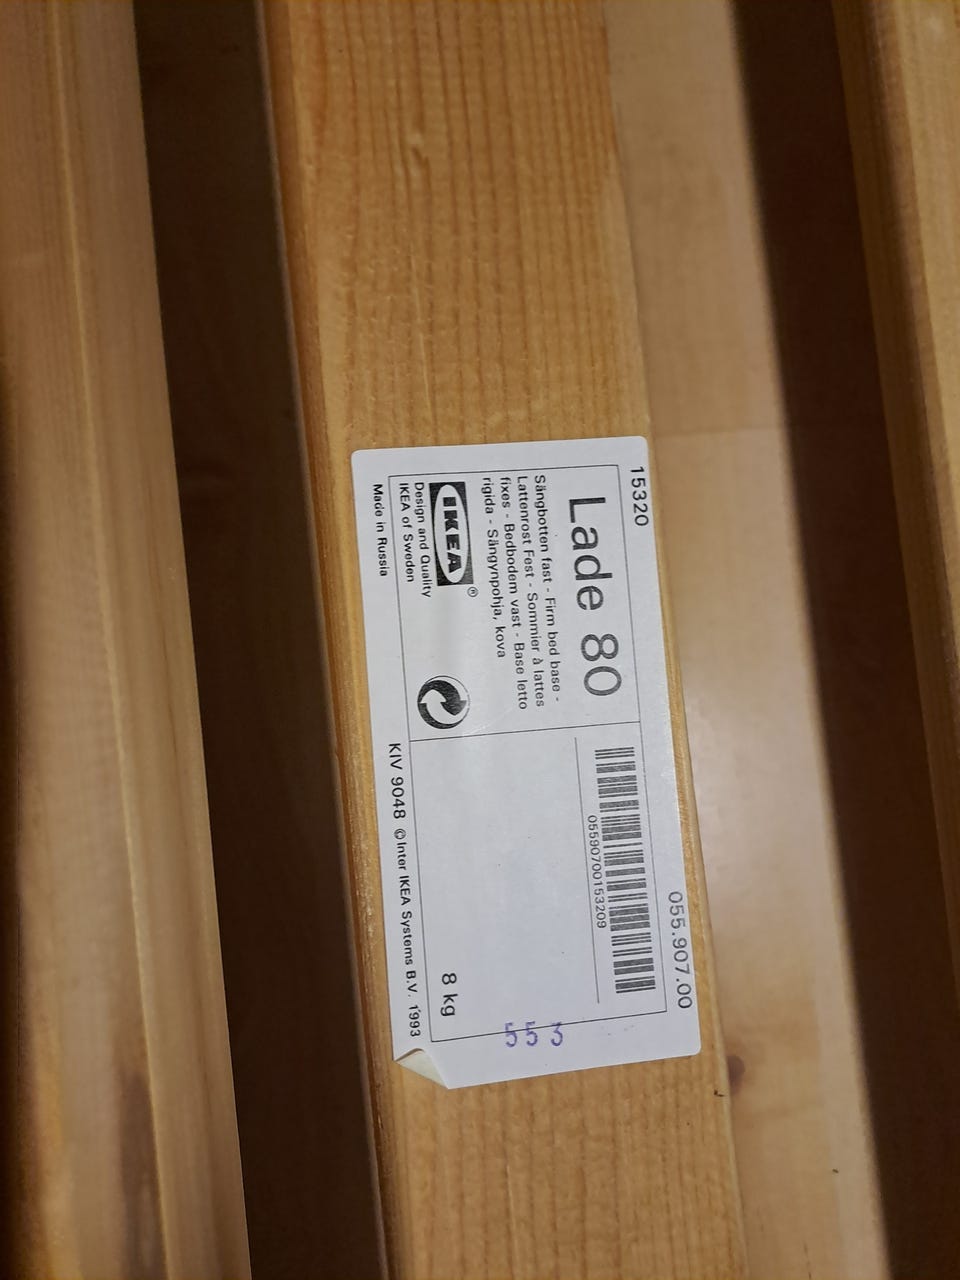 15320
055.907.00
Lade 80
Sängbotten fast - Firm bed base -
Lattenrost Fest - Sommier à lattes
fixes - Bedbodem vast - Base letto
rigida - Sängynpohja, kova
IKEA®
Design and Quality
IKEA of Sweden
05590700153209
8 kg
553
Made in Russia
KIV 9048 ©Inter IKEA Systems B.V. 1993